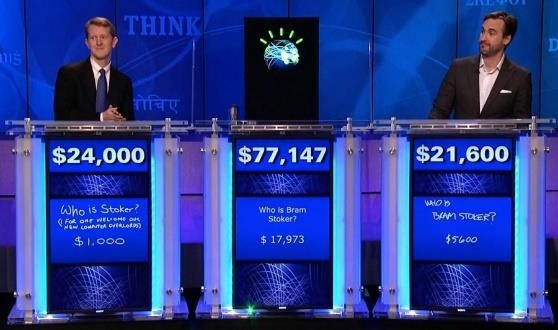 THINK
$24,000
Who is Stoker?
(I FOR ONE WELCOME OUR
NEW COMPUTER OVERLORDS)
$1,000
$77,147
Who is Bram
Stoker?
$ 17,973
$21,600
WHO IS
BRAM STOKER?
$5600